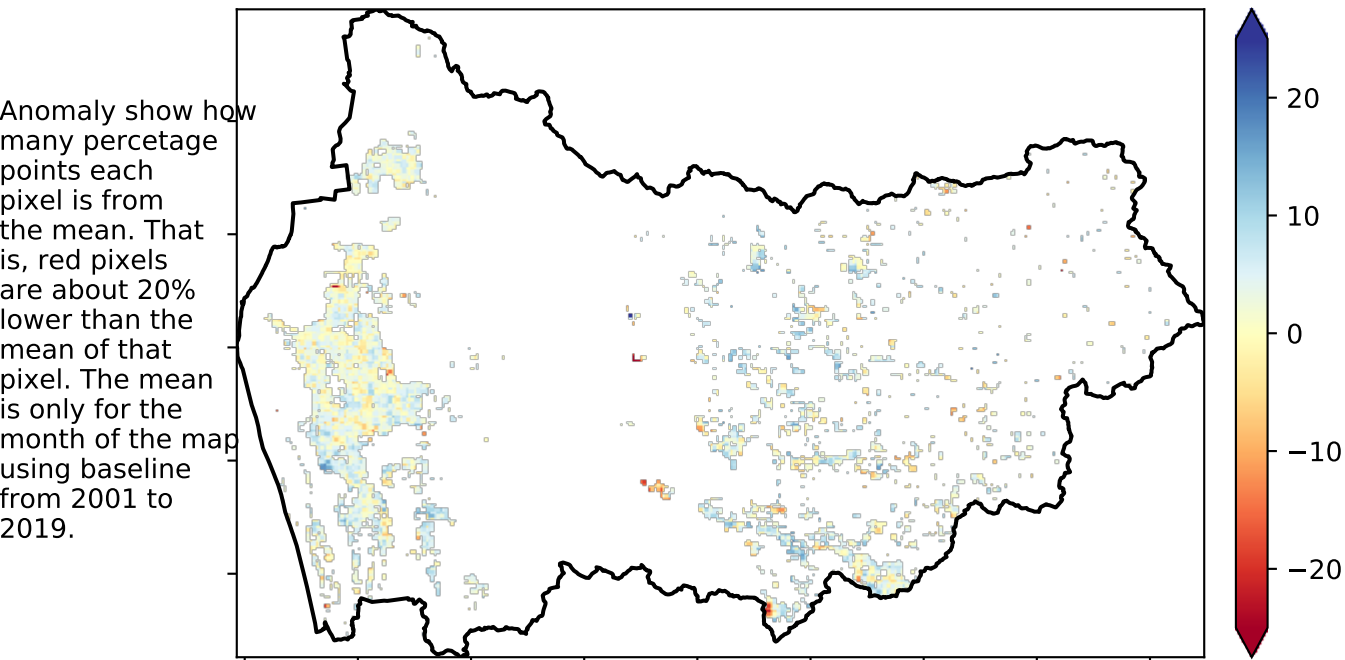 Anomaly show how
many percetage
points each
pixel is from
the mean. That
is, red pixels
are about 20%
lower than the
mean of that
pixel. The mean
is only for the
month of the map
using baseline
from 2001 to
2019.
20
10
0
−10
−20